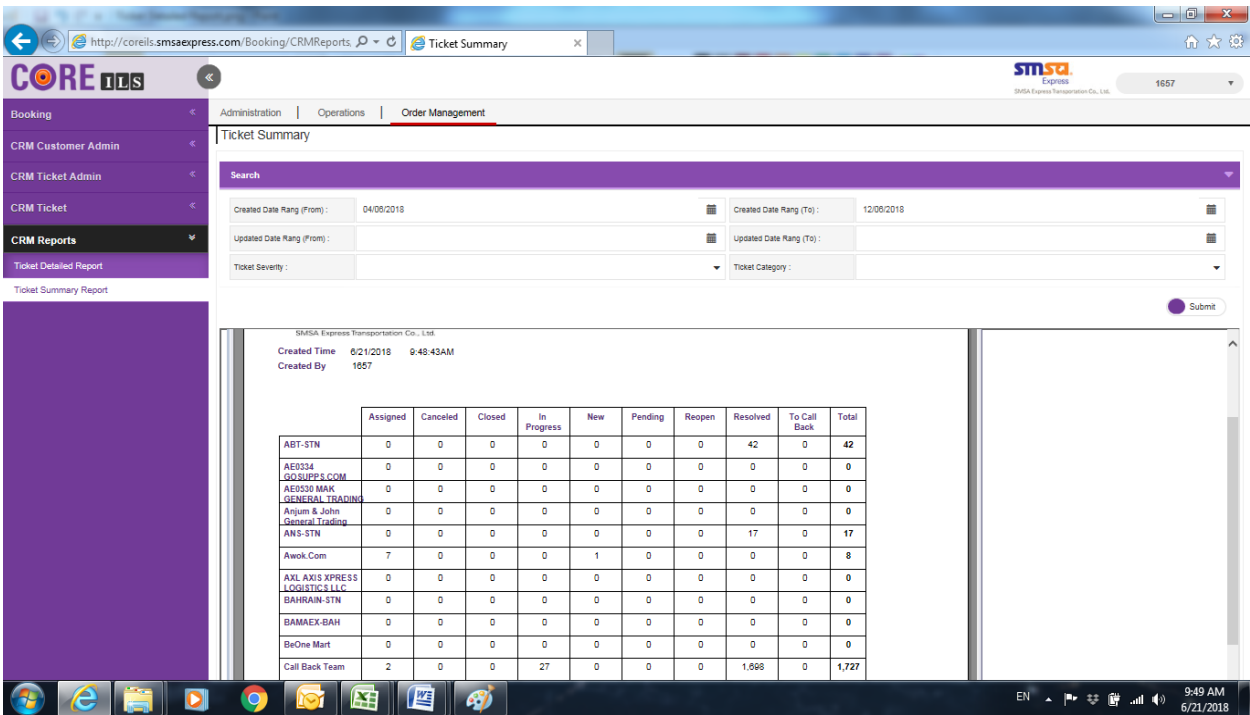 http://coreils.smsaexpress.com/Booking/CRMReports
Ticket Summary
CORE ILS
smsa
Express
SMSA Express Transportation Co., Ltd.
1657
Booking
CRM Customer Admin
CRM Ticket Admin
CRM Ticket
CRM Reports
Ticket Detailed Report
Ticket Summary Report
Administration | Operations | Order Management
Ticket Summary
Search
Created Date Rang (From) : 04/06/2018 Created Date Rang (To) : 12/06/2018
Updated Date Rang (From) : Updated Date Rang (To) :
Ticket Severity : Ticket Category :
Submit
SMSA Express Transportation Co., Ltd.
Created Time 6/21/2018 9:48:43AM
Created By 1657
Assigned Canceled Closed In Progress New Pending Reopen Resolved To Call Back Total
ABT-STN 0 0 0 0 0 0 0 42 0 42
AE0334 GOSUPPS.COM 0 0 0 0 0 0 0 0 0 0
AE0530 MAK GENERAL TRADING 0 0 0 0 0 0 0 0 0 0
Anjum & John General Trading 0 0 0 0 0 0 0 0 0 0
ANS-STN 0 0 0 0 0 0 0 17 0 17
Awok.Com 7 0 0 0 1 0 0 0 0 8
AXL AXIS XPRESS LOGISTICS LLC 0 0 0 0 0 0 0 0 0 0
BAHRAIN-STN 0 0 0 0 0 0 0 0 0 0
BAMAEX-BAH 0 0 0 0 0 0 0 0 0 0
BeOne Mart 0 0 0 0 0 0 0 0 0 0
Call Back Team 2 0 0 27 0 0 0 1,698 0 1,727
EN
9:49 AM
6/21/2018